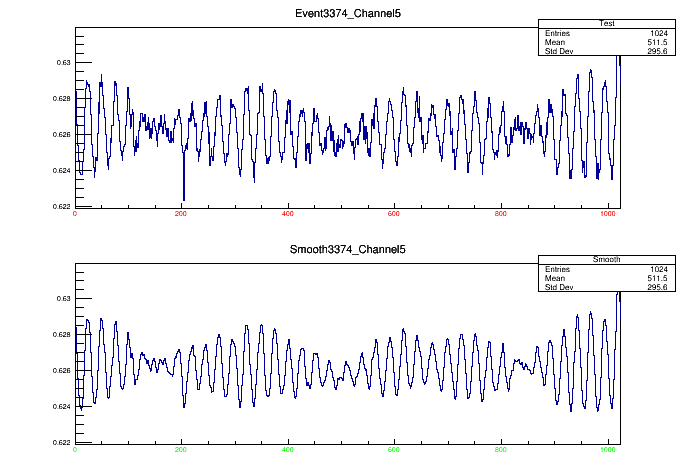 Event3374_Channel5
Test
Entries 1024
Mean 511.5
Std Dev 295.6
0.63
0.628
0.626
0.624
0.622
0 200 400 600 800 1000
Smooth3374_Channel5
Smooth
Entries 1024
Mean 511.5
Std Dev 295.6
0.63
0.628
0.626
0.624
0.622
0 200 400 600 800 1000